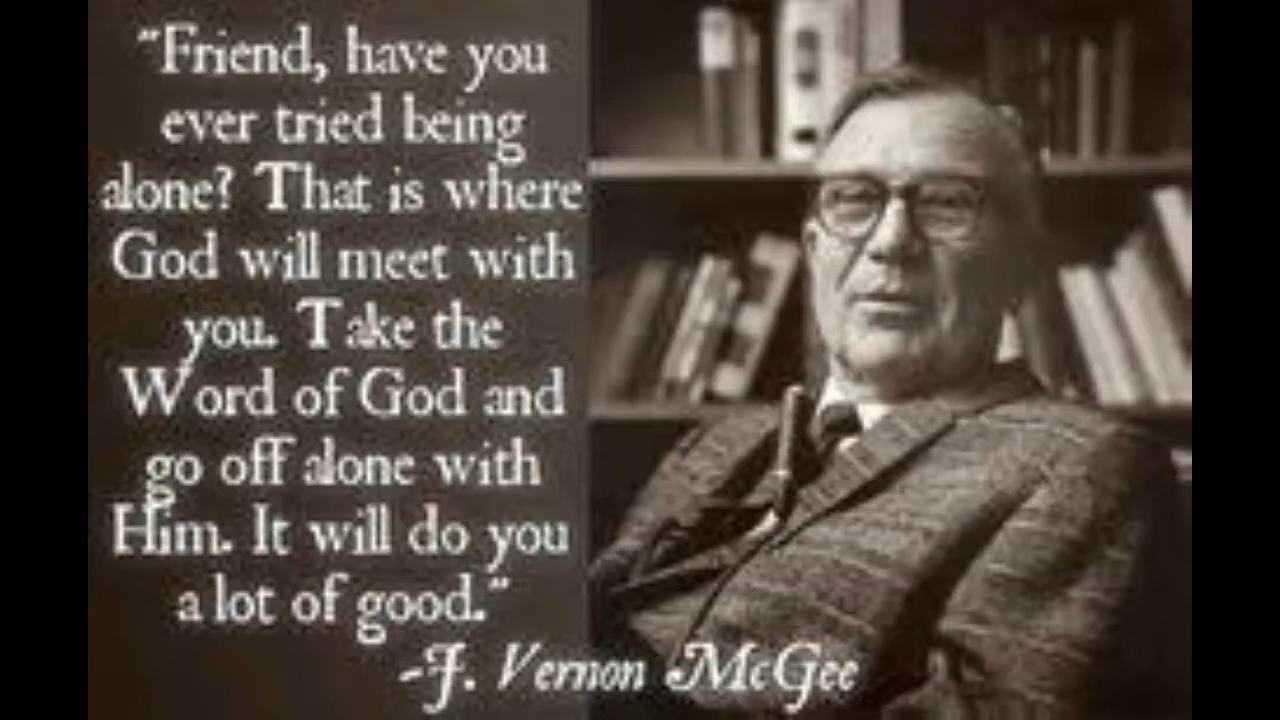 "Friend, have you
ever tried being
alone? That is where
God will meet with
you. Take the
Word of God and
go off alone with
Him. It will do you
a lot of good."
-J. Vernon McGee